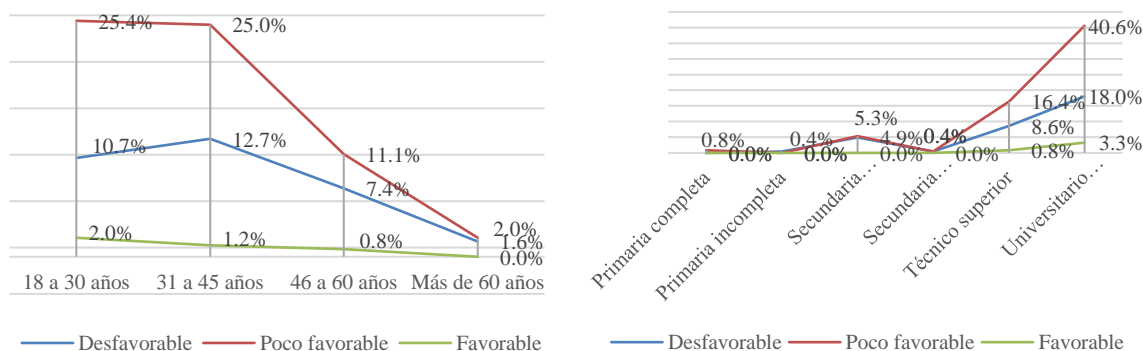 25.4%
25.0%
10.7%
12.7%
11.1%
7.4%
2.0%
1.2%
0.8%
2.0%
1.6%
0.0%
18 a 30 años
31 a 45 años
46 a 60 años
Más de 60 años
Desfavorable
Poco favorable
Favorable
40.6%
16.4%
18.0%
5.3%
8.6%
0.8%
0.4%
4.9%
0.4%
0.0%
0.0%
0.0%
0.0%
0.8%
3.3%
Primaria completa
Primaria incompleta
Secundaria…
Secundaria…
Técnico superior
Universitario…
Desfavorable
Poco favorable
Favorable